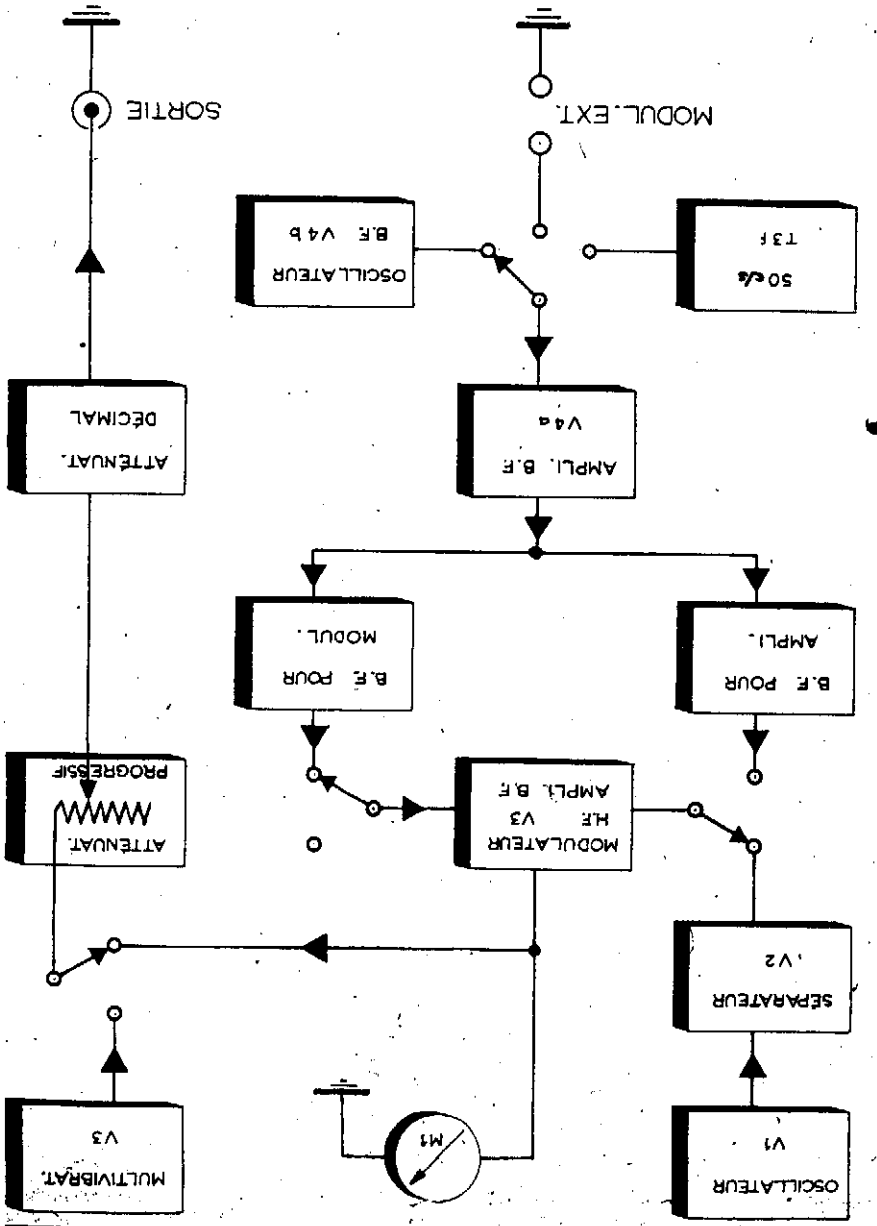 OSCILLATEUR
V1
M1
MULTIVIBRAT.
V3
SÉPARATEUR
V2
MODULATEUR
H.F. V3
AMPLI. B.F.
ATTÉNUAT.
PROGRESSIF
B.F. POUR
AMPLI.
B.F. POUR
MODUL.
AMPLI. B.F.
V4a
ATTÉNUAT.
DÉCIMAL
50 c/s
T3f
OSCILLATEUR
B.F. V4b
MODUL. EXT.
SORTIE